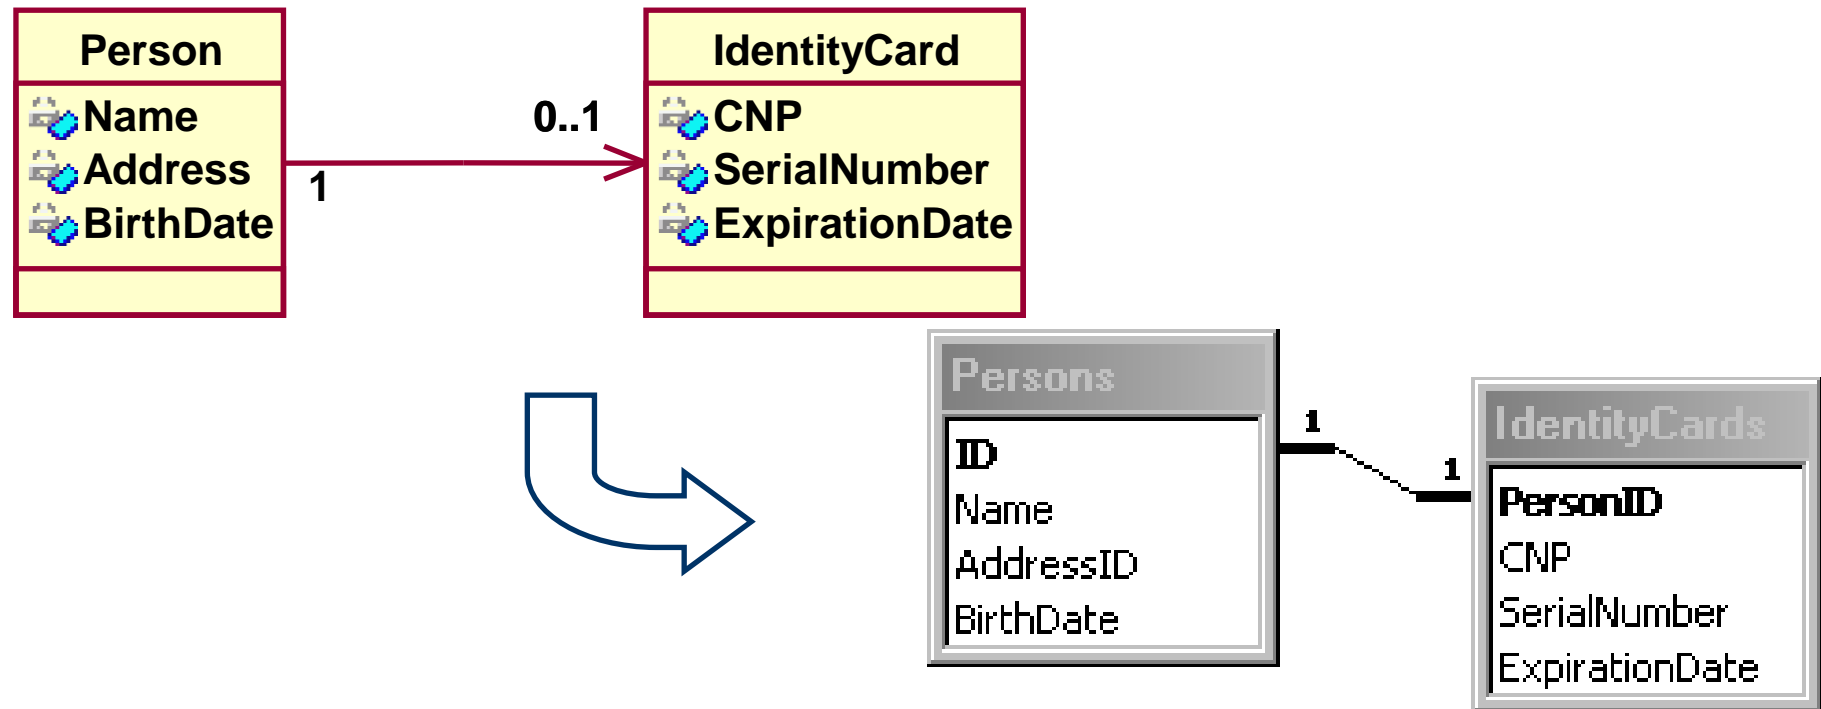 Person
Name
Address
BirthDate
1
0..1
IdentityCard
CNP
SerialNumber
ExpirationDate
Persons
ID
Name
AddressID
BirthDate
1
1
IdentityCards
PersonID
CNP
SerialNumber
ExpirationDate